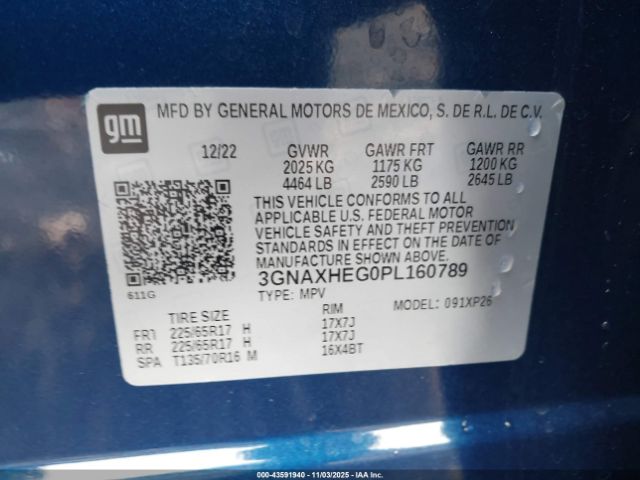 gm
MFD BY GENERAL MOTORS DE MEXICO, S. DE R.L. DE C.V.
12/22 GVWR GAWR FRT GAWR RR
2025 KG 1175 KG 1200 KG
4464 LB 2590 LB 2645 LB
THIS VEHICLE CONFORMS TO ALL
APPLICABLE U.S. FEDERAL MOTOR
VEHICLE SAFETY AND THEFT PREVENTION
STANDARDS IN EFFECT ON THE DATE OF
MANUFACTURE SHOWN ABOVE.
3GNAXHEG0PL160789
611G
TYPE: MPV MODEL: 091XP26
TIRE SIZE RIM
FRT 225/65R17 H 17X7J
RR 225/65R17 H 17X7J
SPA T135/70R16 M 16X4BT
000-43591940 - 11/03/2025 - IAAI.COM